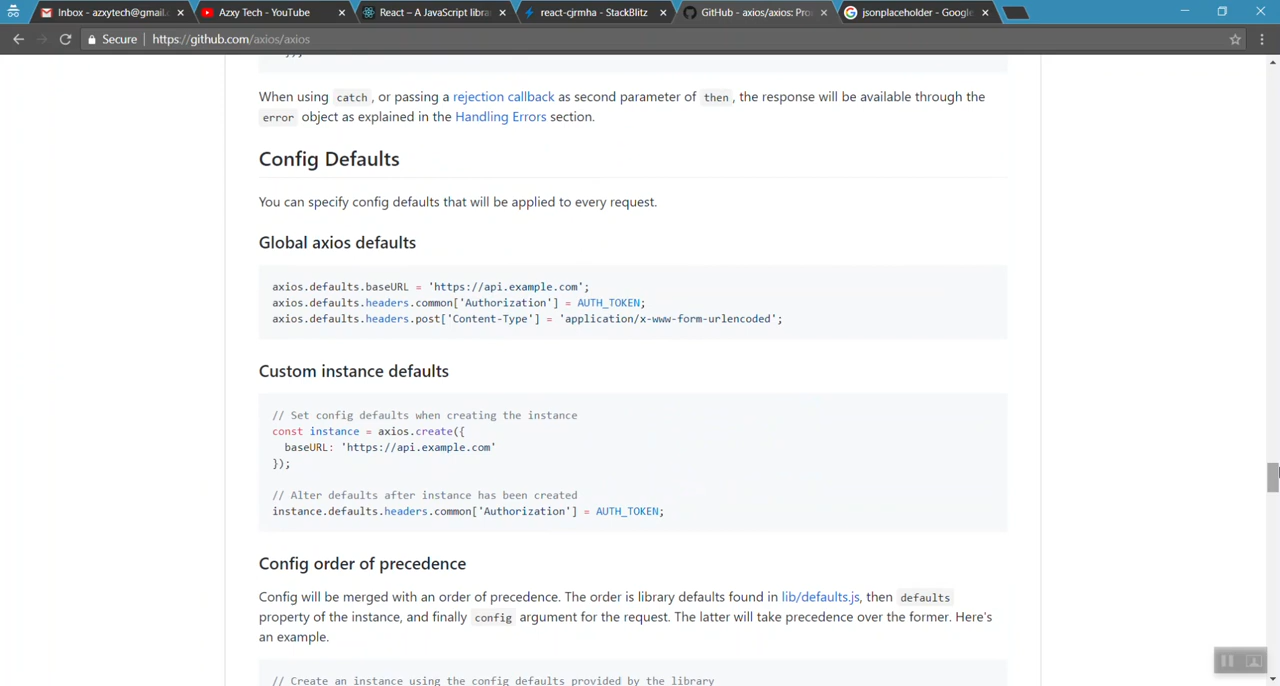 Inbox - azxytech@gmail.
Azxy Tech - YouTube
React – A JavaScript libra
react-cjrmha - StackBlitz
GitHub - axios/axios: Pro
jsonplaceholder - Google
Secure
https://github.com/axios/axios
When using catch, or passing a rejection callback as second parameter of then, the response will be available through the
error object as explained in the Handling Errors section.
Config Defaults
You can specify config defaults that will be applied to every request.
Global axios defaults
axios.defaults.baseURL = 'https://api.example.com';
axios.defaults.headers.common['Authorization'] = AUTH_TOKEN;
axios.defaults.headers.post['Content-Type'] = 'application/x-www-form-urlencoded';
Custom instance defaults
// Set config defaults when creating the instance
const instance = axios.create({
baseURL: 'https://api.example.com'
});
// Alter defaults after instance has been created
instance.defaults.headers.common['Authorization'] = AUTH_TOKEN;
Config order of precedence
Config will be merged with an order of precedence. The order is library defaults found in lib/defaults.js, then defaults
property of the instance, and finally config argument for the request. The latter will take precedence over the former. Here's
an example.
// Create an instance using the config defaults provided by the library